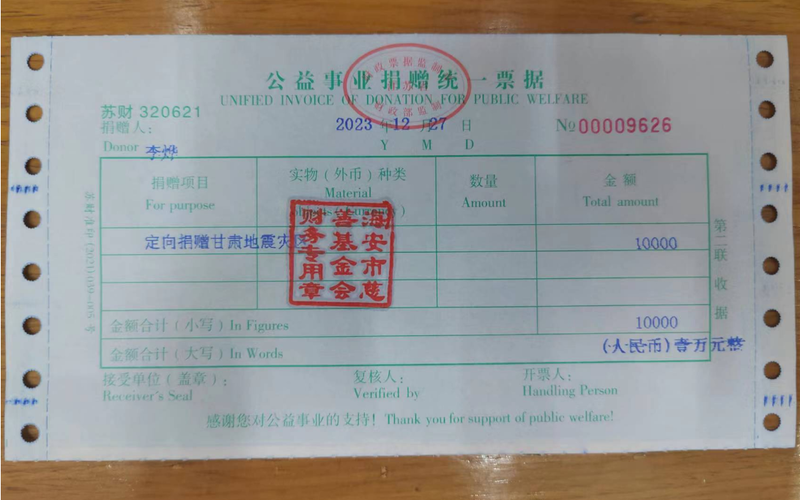 公益事业捐赠统一票据
UNIFIED INVOICE OF DONATION FOR PUBLIC WELFARE
苏财 320621
捐赠人： 2023 年 12 月 27 日 No 00009626
Donor 李烨 Y M D
捐赠项目 实物（外币）种类 数量 金额
For purpose Material Amount Total amount
定向捐赠甘肃地震灾区 10000
海安市慈
善基金会
财务专用章
金额合计（小写）In Figures 10000
金额合计（大写）In Words (人民币)壹万元整
接受单位（盖章）： 复核人： 开票人：
Receiver's Seal Verified by Handling Person
感谢您对公益事业的支持！Thank you for support of public welfare!
第二联 收据